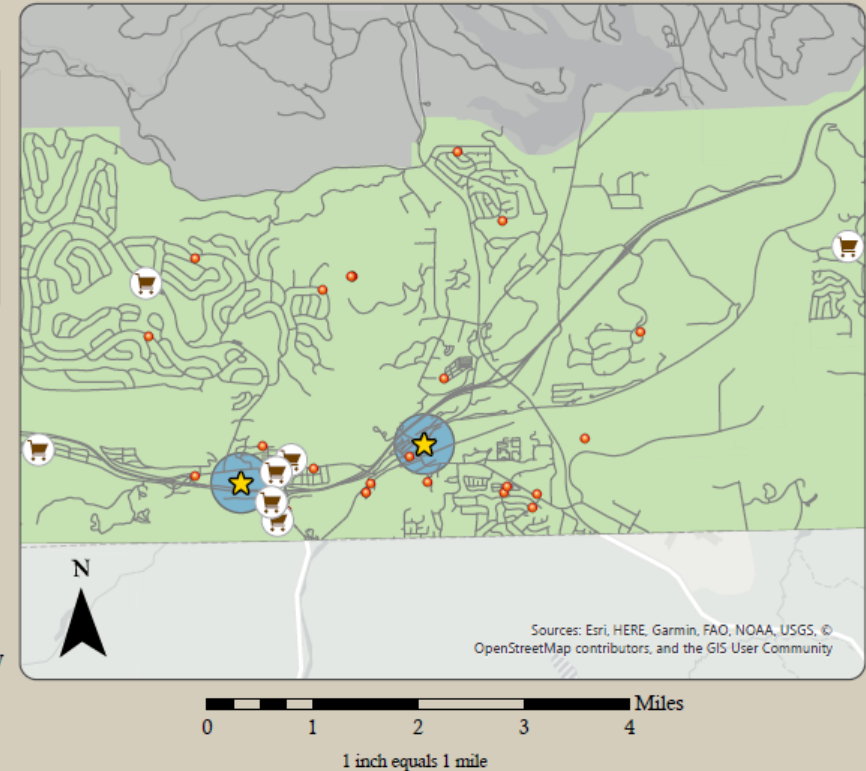 N
Sources: Esri, HERE, Garmin, FAO, NOAA, USGS, ©
OpenStreetMap contributors, and the GIS User Community
Miles
0 1 2 3 4
1 inch equals 1 mile